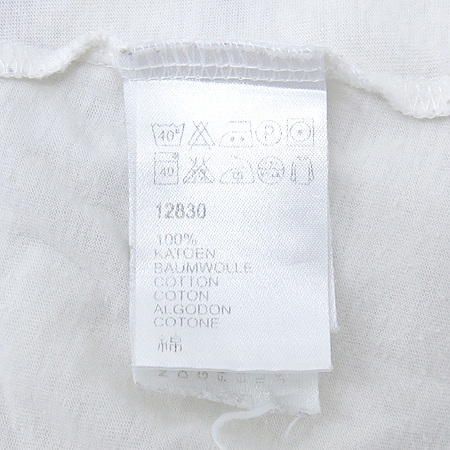 40°
P
40
12830
100%
KATOEN
BAUMWOLLE
COTTON
COTON
ALGODON
COTONE
綿